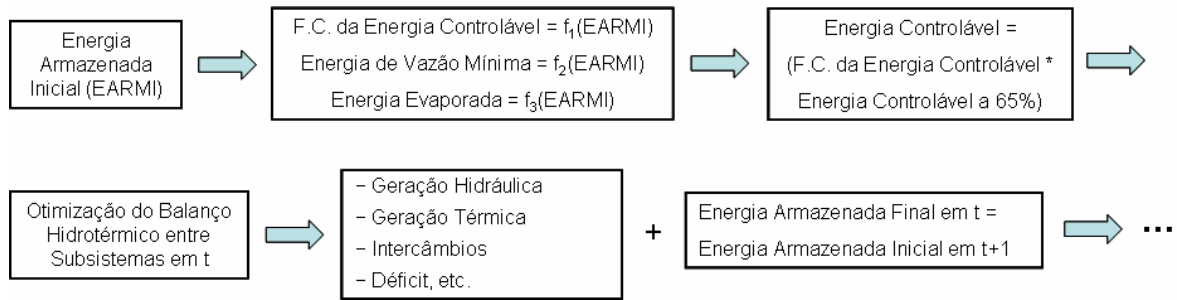 Energia
Armazenada
Inicial (EARMI)
F.C. da Energia Controlável = f₁(EARMI)
Energia de Vazão Mínima = f₂(EARMI)
Energia Evaporada = f₃(EARMI)
Energia Controlável =
(F.C. da Energia Controlável *
Energia Controlável a 65%)
Otimização do Balanço
Hidrotérmico entre
Subsistemas em t
– Geração Hidráulica
– Geração Térmica
– Intercâmbios
– Déficit, etc.
+
Energia Armazenada Final em t =
Energia Armazenada Inicial em t+1
...